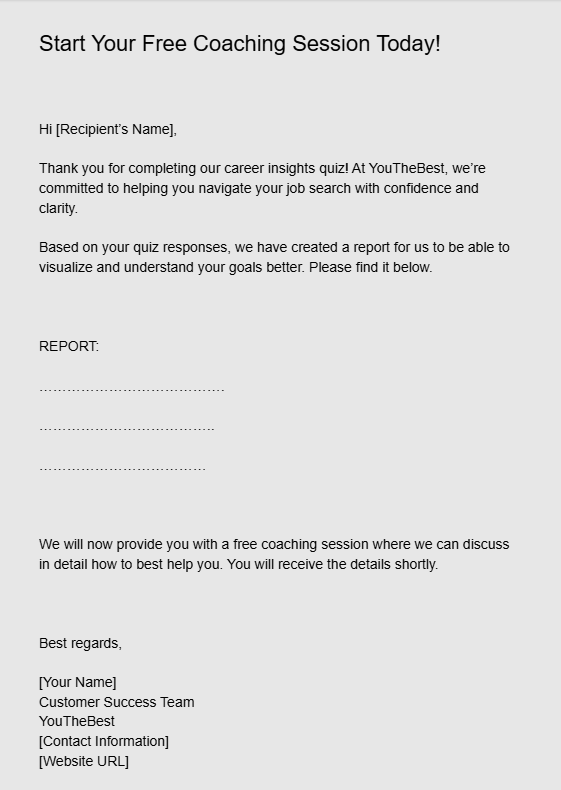 Start Your Free Coaching Session Today!
Hi [Recipient’s Name],
Thank you for completing our career insights quiz! At YouTheBest, we’re
committed to helping you navigate your job search with confidence and
clarity.
Based on your quiz responses, we have created a report for us to be able to
visualize and understand your goals better. Please find it below.
REPORT:
………………………………….
………………………………..
………………………………
We will now provide you with a free coaching session where we can discuss
in detail how to best help you. You will receive the details shortly.
Best regards,
[Your Name]
Customer Success Team
YouTheBest
[Contact Information]
[Website URL]